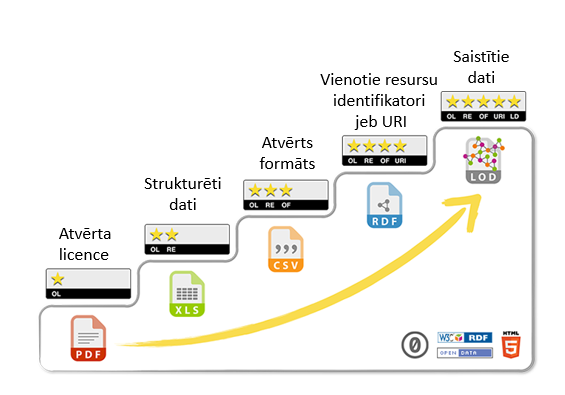 Saistītie
dati
OL RE OF URI LD
Vienotie resursu
identifikatori
jeb URI
OL RE OF URI
Atvērts
formāts
OL RE OF
Strukturēti
dati
OL RE
Atvērta
licence
OL
PDF
XLS
CSV
RDF
LOD
W3C RDF
OPEN DATA
HTML
5
0